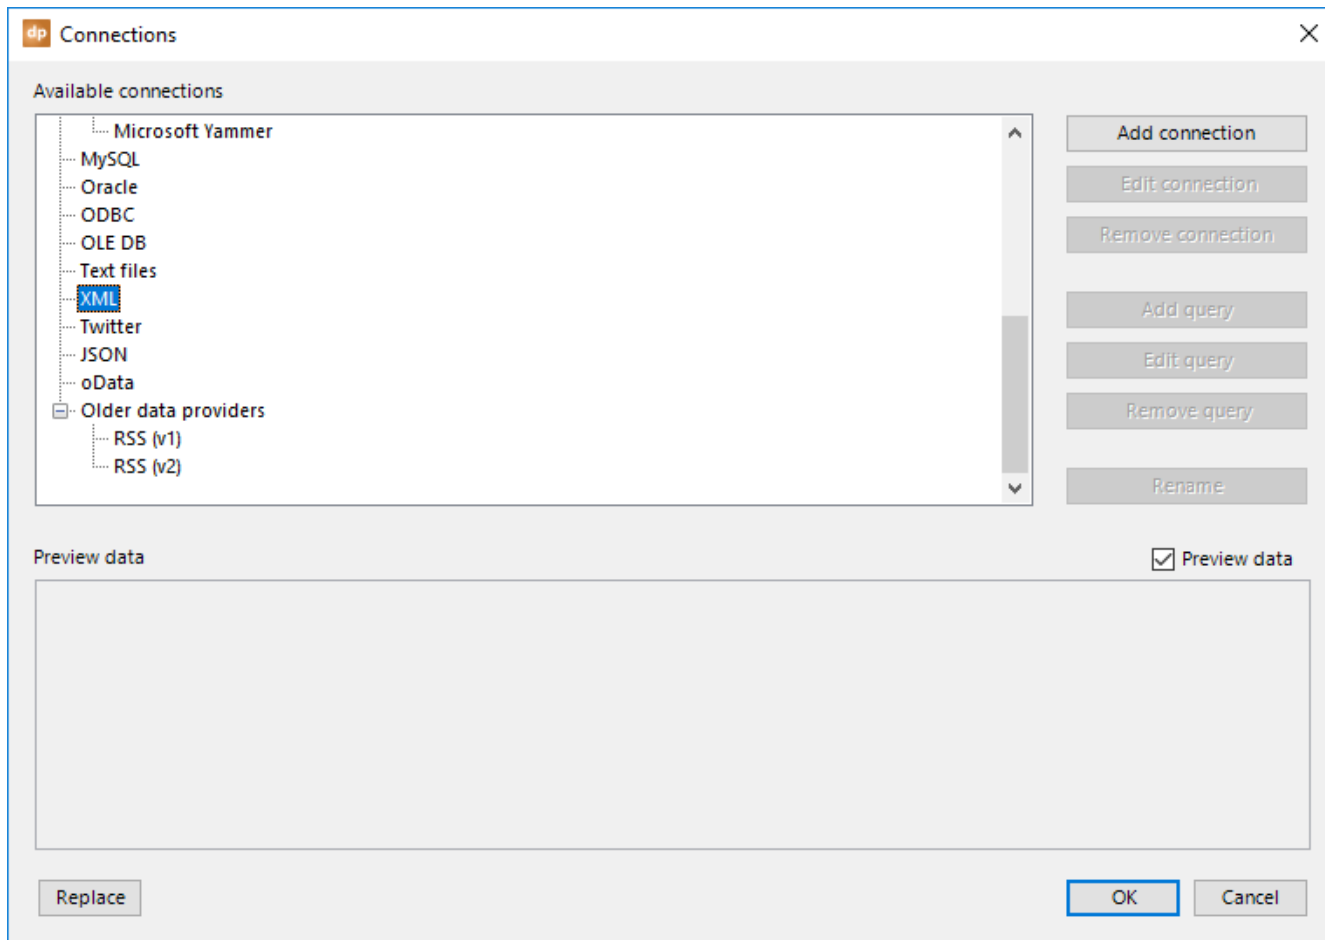 dp Connections
Available connections
Microsoft Yammer
MySQL
Oracle
ODBC
OLE DB
Text files
XML
Twitter
JSON
oData
Older data providers
RSS (v1)
RSS (v2)
Add connection
Edit connection
Remove connection
Add query
Edit query
Remove query
Rename
Preview data
Preview data
Replace
OK
Cancel